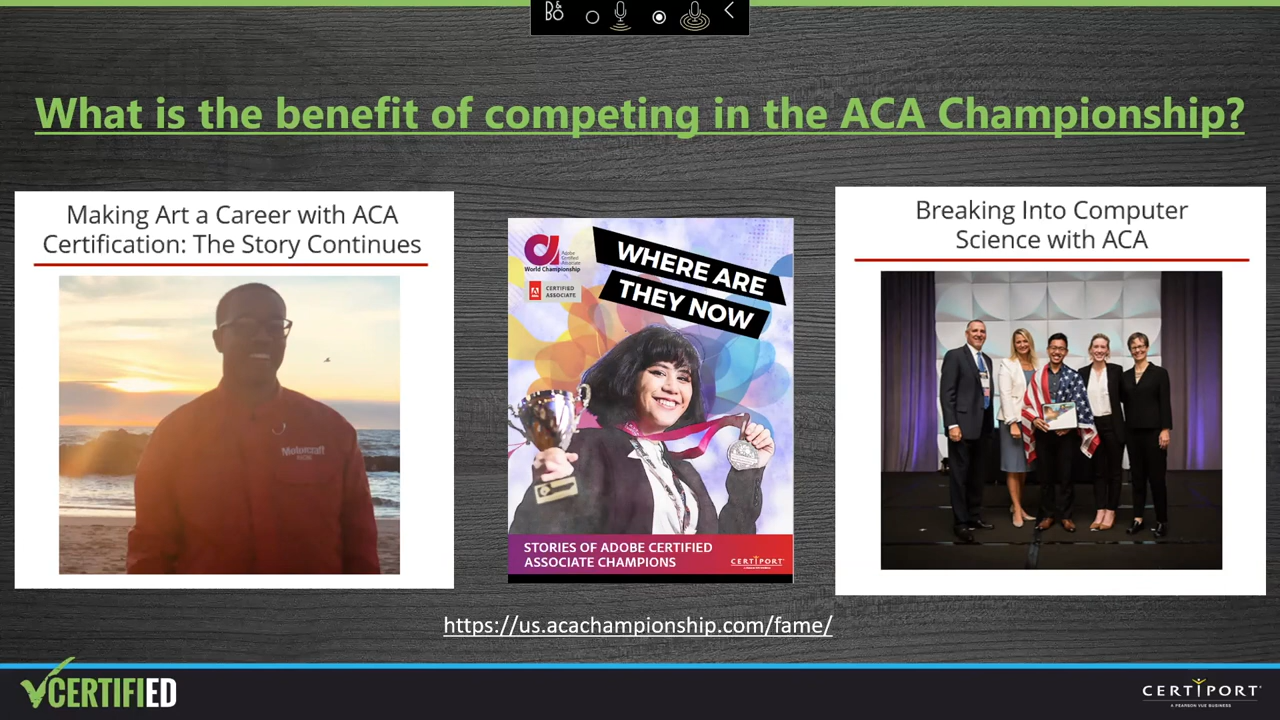 B&
BO
What is the benefit of competing in the ACA Championship?
Making Art a Career with ACA
Certification: The Story Continues
Motorcraft
Adobe
Certified
Associate
World Championship
CERTIFIED
ASSOCIATE
WHERE ARE
THEY NOW
STORIES OF ADOBE CERTIFIED
ASSOCIATE CHAMPIONS
CERTIPORT
Breaking Into Computer
Science with ACA
https://us.acachampionship.com/fame/
CERTIFIED
CERTIPORT
A PEARSON VUE BUSINESS